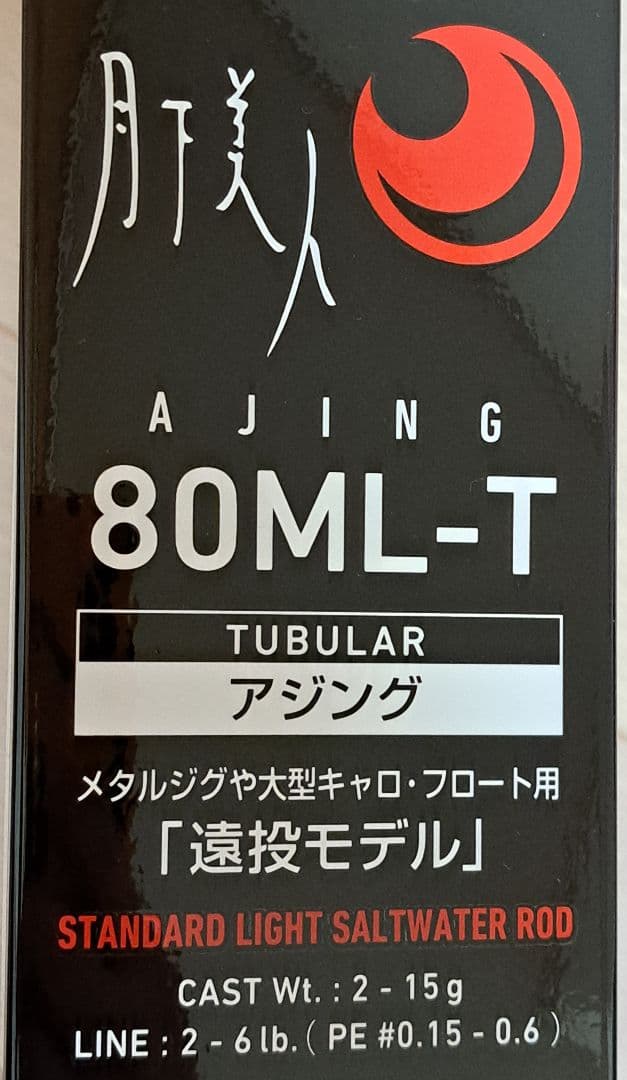 月下美人
AJING
80ML-T
TUBULAR
アジング
メタルジグや大型キャロ・フロート用
「遠投モデル」
STANDARD LIGHT SALTWATER ROD
CAST Wt. : 2 - 15g
LINE : 2 - 6 lb. ( PE #0.15 - 0.6 )